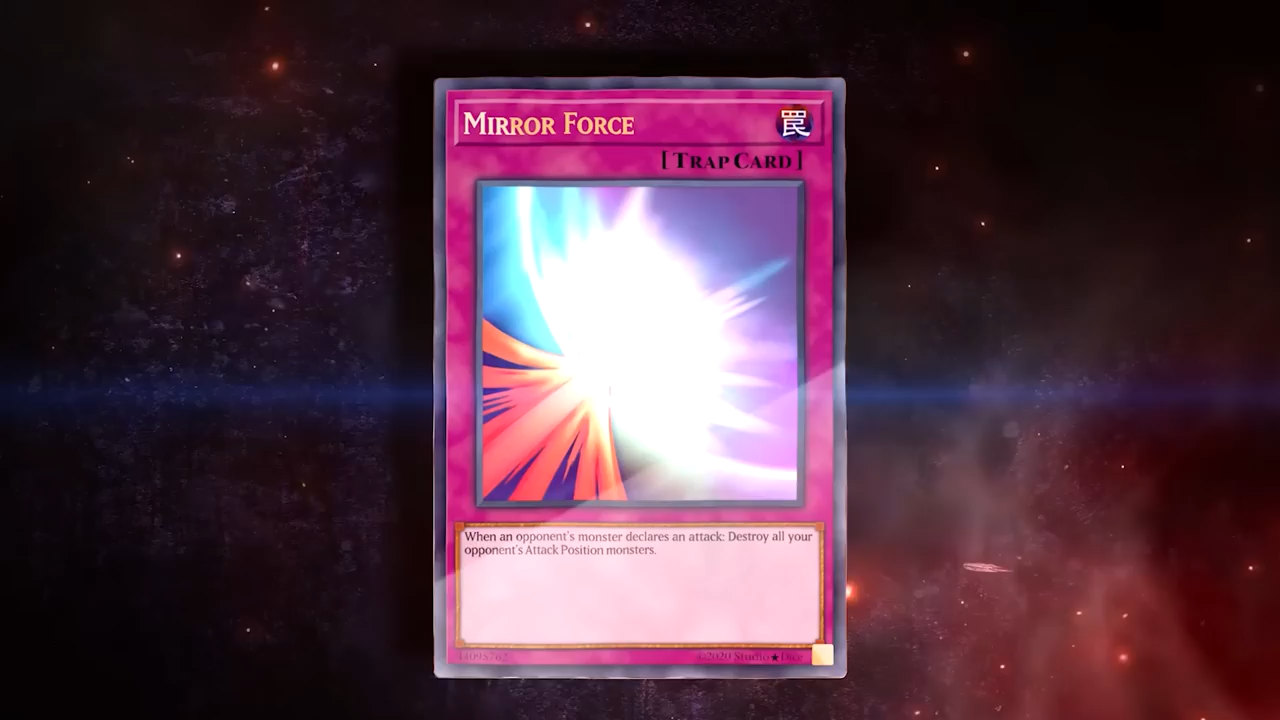 MIRROR FORCE
罠
[TRAP CARD]
When an opponent's monster declares an attack: Destroy all your
opponent's Attack Position monsters.
©2020 Studio★Dice